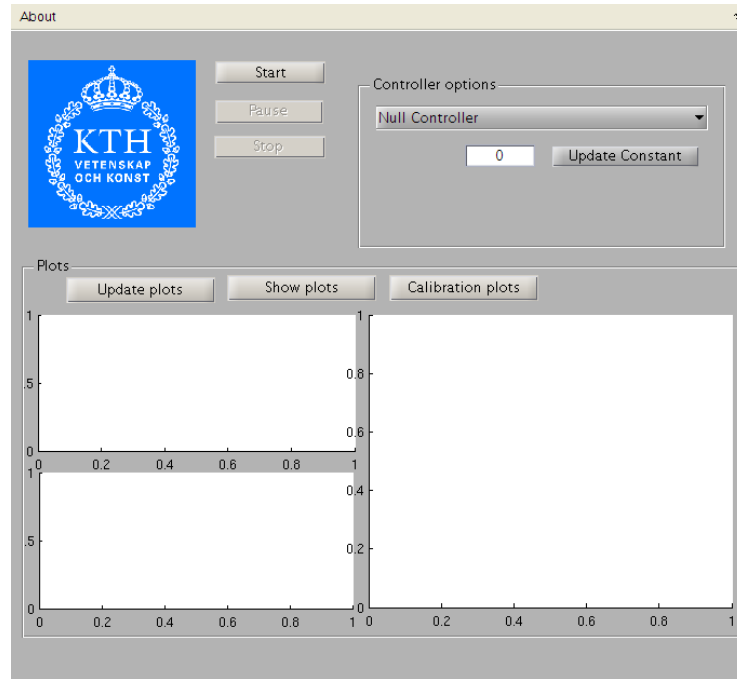 About
Start
Pause
Stop
KTH
VETENSKAP
OCH KONST
Controller options
Null Controller
0
Update Constant
Plots
Update plots
Show plots
Calibration plots
1
.5
0
0 0.2 0.4 0.6 0.8 1
1
.5
0
0 0.2 0.4 0.6 0.8 1
1
0.8
0.6
0.4
0.2
0
0 0.2 0.4 0.6 0.8 1